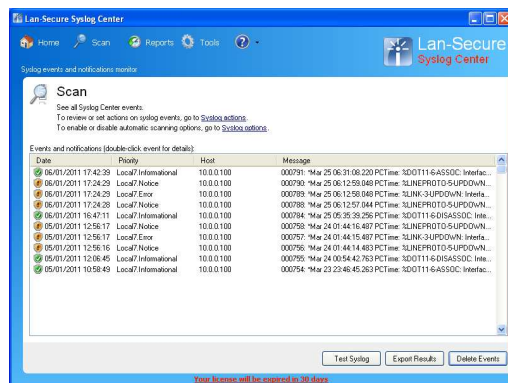 Lan-Secure Syslog Center
Home Scan Reports Tools
Lan-Secure
Syslog Center
Syslog events and notifications monitor
Scan
See all Syslog Center events.
To review or set actions on syslog events, go to Syslog actions.
To enable or disable automatic scanning options, go to Syslog options.
Events and notifications (double-click event for details):
Date Priority Host Message
06/01/2011 17:42:39 Local7.Informational 10.0.0.100 000791: *Mar 25 06:31:08.220 PCTime: %DOT11-6-ASSOC: Interfac...
06/01/2011 17:24:29 Local7.Notice 10.0.0.100 000790: *Mar 25 06:12:59.048 PCTime: %LINEPROTO-5-UPDOWN...
06/01/2011 17:24:29 Local7.Error 10.0.0.100 000789: *Mar 25 06:12:58.048 PCTime: %LINK-3-UPDOWN: Interfa...
06/01/2011 17:24:28 Local7.Notice 10.0.0.100 000788: *Mar 25 06:12:57.044 PCTime: %LINEPROTO-5-UPDOWN...
06/01/2011 16:47:11 Local7.Informational 10.0.0.100 000784: *Mar 25 05:35:39.256 PCTime: %DOT11-6-DISASSOC: Inte...
05/01/2011 12:56:17 Local7.Notice 10.0.0.100 000758: *Mar 24 01:44:16.487 PCTime: %LINEPROTO-5-UPDOWN...
05/01/2011 12:56:17 Local7.Error 10.0.0.100 000757: *Mar 24 01:44:15.487 PCTime: %LINK-3-UPDOWN: Interfa...
05/01/2011 12:56:16 Local7.Notice 10.0.0.100 000756: *Mar 24 01:44:14.483 PCTime: %LINEPROTO-5-UPDOWN...
05/01/2011 12:06:45 Local7.Informational 10.0.0.100 000755: *Mar 24 00:54:42.763 PCTime: %DOT11-6-DISASSOC: Inte...
05/01/2011 10:58:49 Local7.Informational 10.0.0.100 000754: *Mar 23 23:46:45.263 PCTime: %DOT11-6-ASSOC: Interfac...
Test Syslog Export Results Delete Events
Your license will be expired in 30 days